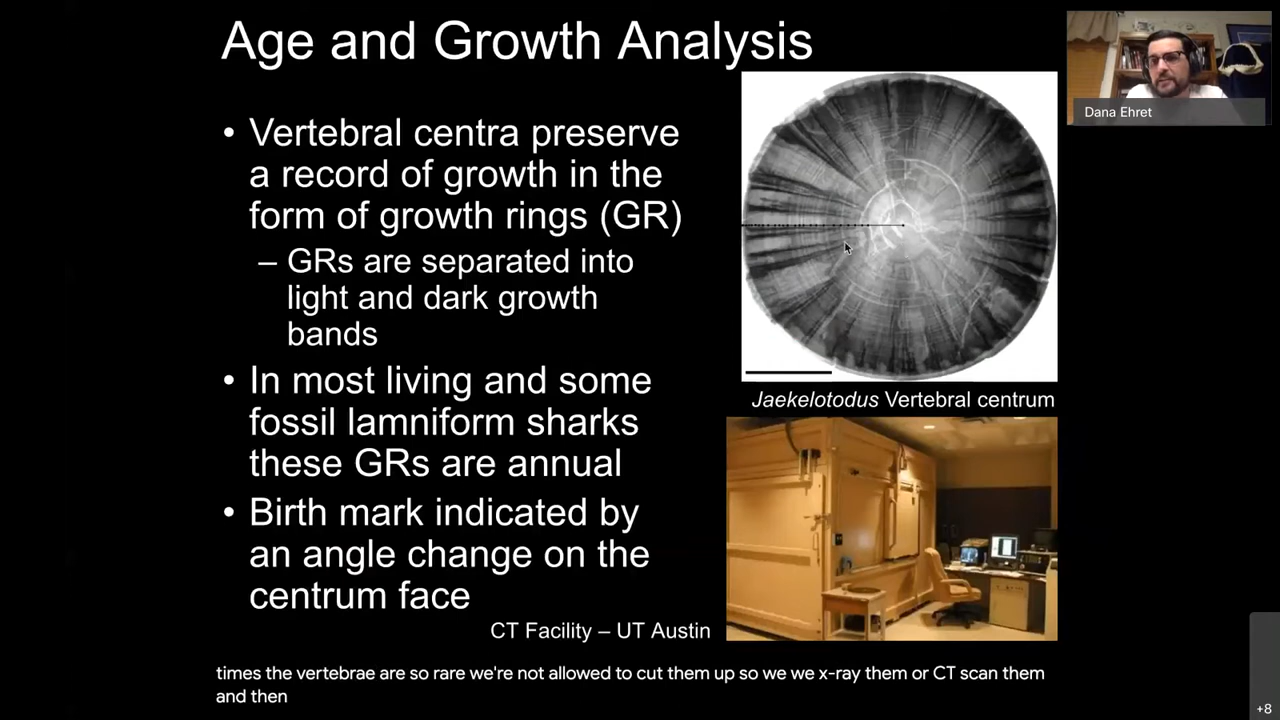 Age and Growth Analysis
• Vertebral centra preserve
a record of growth in the
form of growth rings (GR)
– GRs are separated into
light and dark growth
bands
• In most living and some
fossil lamniform sharks
these GRs are annual
• Birth mark indicated by
an angle change on the
centrum face
CT Facility – UT Austin
Jaekelotodus Vertebral centrum
Dana Ehret
times the vertebrae are so rare we're not allowed to cut them up so we we x-ray them or CT scan them
and then
+8